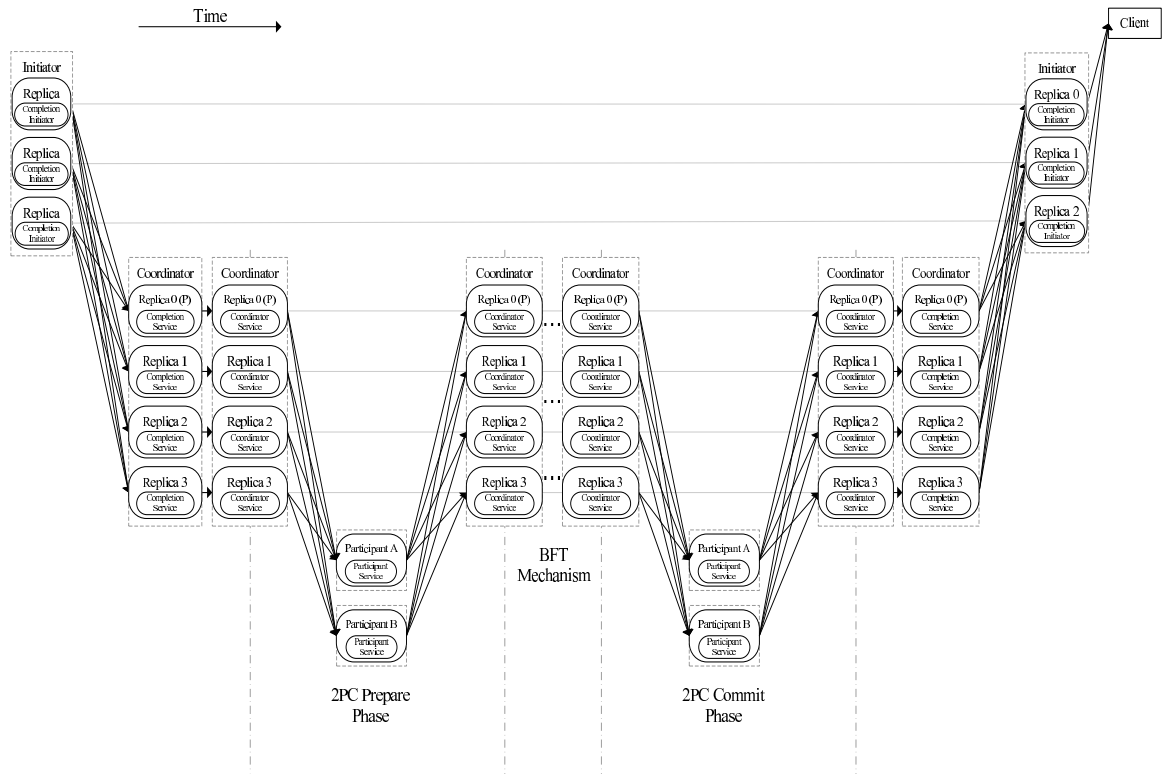 Time
Client
Initiator
Replica
Completion
Initiator
Replica
Completion
Initiator
Replica
Completion
Initiator
Initiator
Replica 0
Completion
Initiator
Replica 1
Completion
Initiator
Replica 2
Completion
Initiator
Coordinator
Replica 0 (P)
Completion
Service
Replica 1
Completion
Service
Replica 2
Completion
Service
Replica 3
Completion
Service
Coordinator
Replica 0 (P)
Coordinator
Service
Replica 1
Coordinator
Service
Replica 2
Coordinator
Service
Replica 3
Coordinator
Service
Participant A
Participant
Service
Participant B
Participant
Service
2PC Prepare
Phase
Coordinator
Replica 0 (P)
Coordinator
Service
Replica 1
Coordinator
Service
Replica 2
Coordinator
Service
Replica 3
Coordinator
Service
...
...
...
BFT
Mechanism
Coordinator
Replica 0 (P)
Coordinator
Service
Replica 1
Coordinator
Service
Replica 2
Coordinator
Service
Replica 3
Coordinator
Service
Participant A
Participant
Service
Participant B
Participant
Service
2PC Commit
Phase
Coordinator
Replica 0 (P)
Coordinator
Service
Replica 1
Coordinator
Service
Replica 2
Coordinator
Service
Replica 3
Coordinator
Service
Coordinator
Replica 0 (P)
Completion
Service
Replica 1
Completion
Service
Replica 2
Completion
Service
Replica 3
Completion
Service